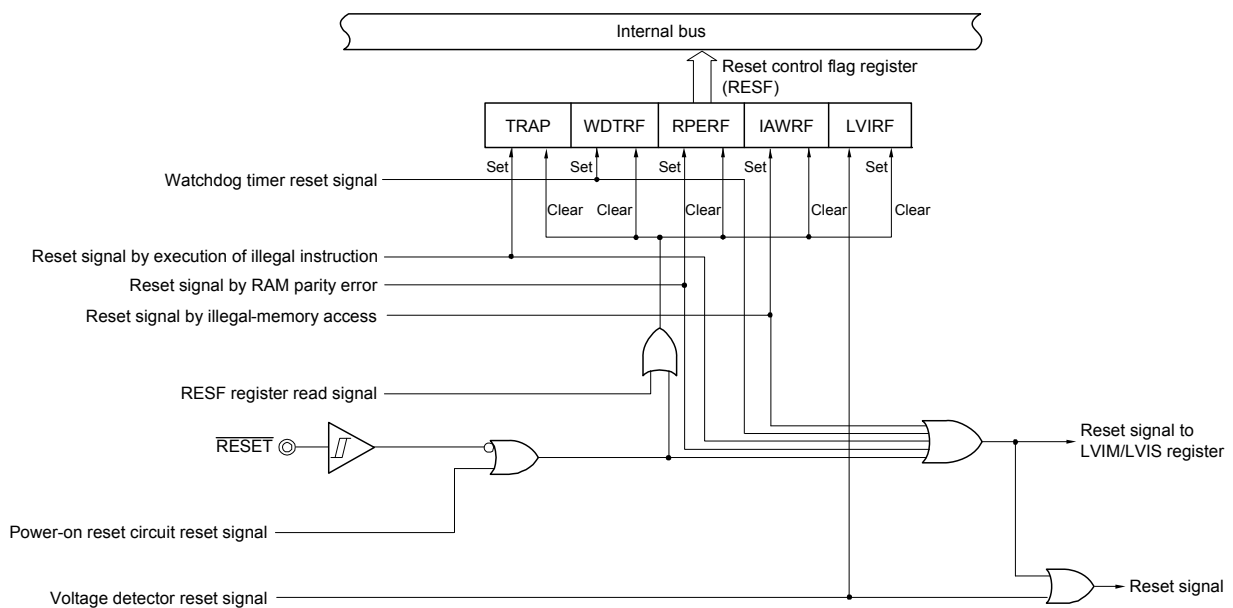 Internal bus
Reset control flag register
(RESF)
TRAP WDTRF RPERF IAWRF LVIRF
Set Set Set Set Set
Watchdog timer reset signal
Clear Clear Clear Clear Clear
Reset signal by execution of illegal instruction
Reset signal by RAM parity error
Reset signal by illegal-memory access
RESF register read signal
RESET
Reset signal to
LVIM/LVIS register
Power-on reset circuit reset signal
Voltage detector reset signal
Reset signal